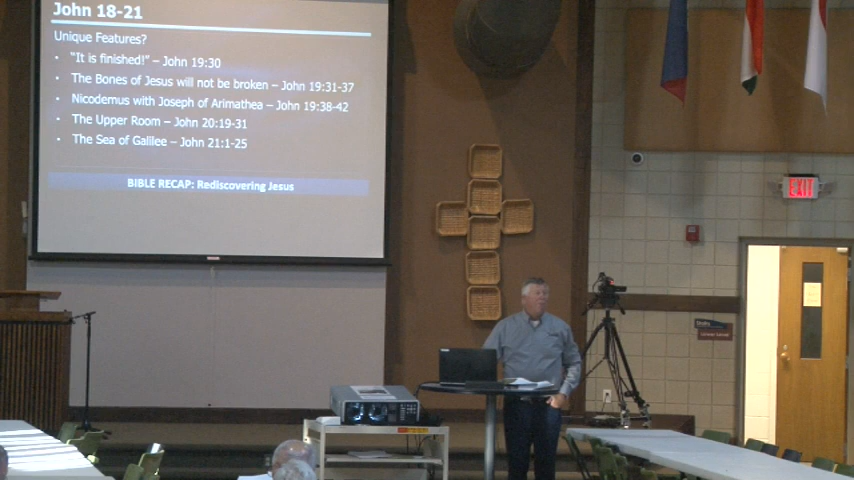 John 18-21
Unique Features?
• "It is finished!" – John 19:30
• The Bones of Jesus will not be broken – John 19:31-37
• Nicodemus with Joseph of Arimathea – John 19:38-42
• The Upper Room – John 20:19-31
• The Sea of Galilee – John 21:1-25
BIBLE RECAP: Rediscovering Jesus
EXIT